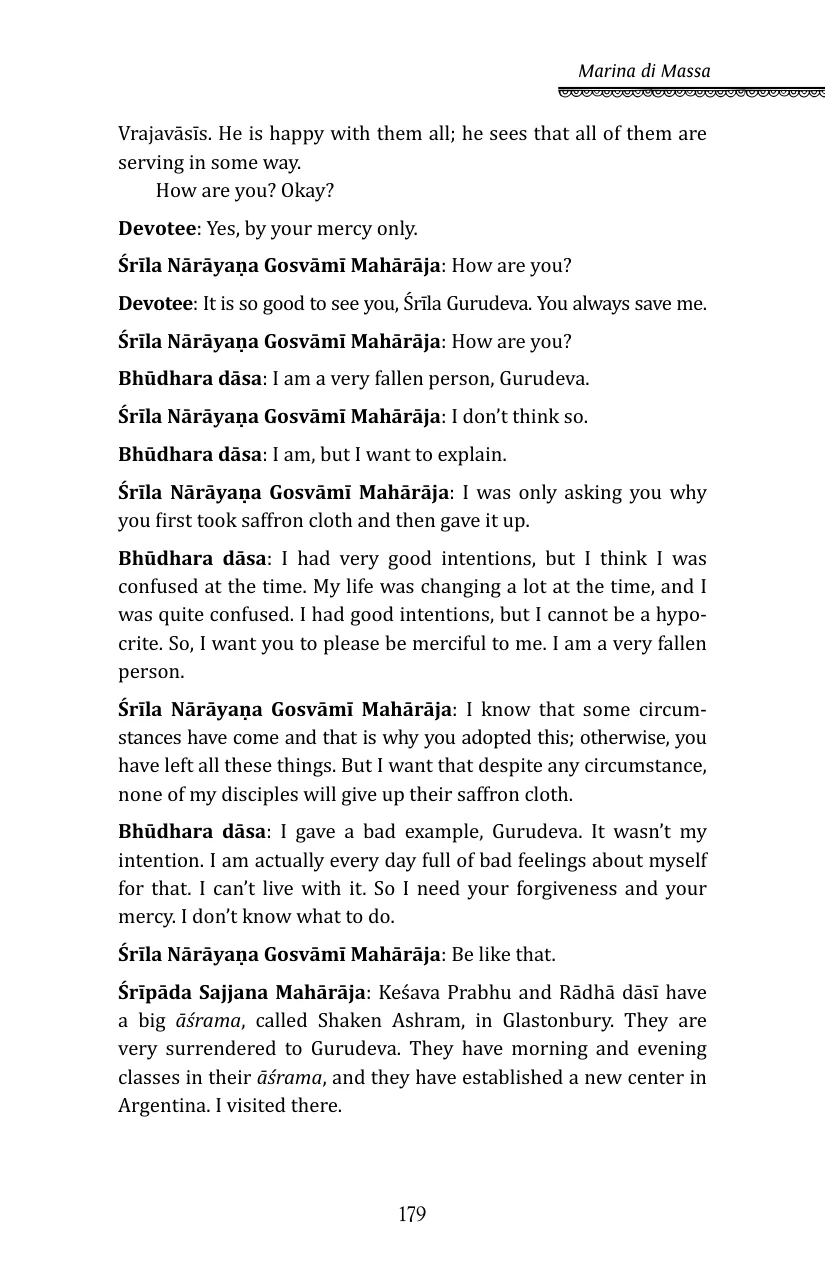 Marina di Massa
Vrajavāsīs. He is happy with them all; he sees that all of them are
serving in some way.
How are you? Okay?
Devotee: Yes, by your mercy only.
Śrīla Nārāyaṇa Gosvāmī Mahārāja: How are you?
Devotee: It is so good to see you, Śrīla Gurudeva. You always save me.
Śrīla Nārāyaṇa Gosvāmī Mahārāja: How are you?
Bhūdhara dāsa: I am a very fallen person, Gurudeva.
Śrīla Nārāyaṇa Gosvāmī Mahārāja: I don’t think so.
Bhūdhara dāsa: I am, but I want to explain.
Śrīla Nārāyaṇa Gosvāmī Mahārāja: I was only asking you why
you first took saffron cloth and then gave it up.
Bhūdhara dāsa: I had very good intentions, but I think I was
confused at the time. My life was changing a lot at the time, and I
was quite confused. I had good intentions, but I cannot be a hypo-
crite. So, I want you to please be merciful to me. I am a very fallen
person.
Śrīla Nārāyaṇa Gosvāmī Mahārāja: I know that some circum-
stances have come and that is why you adopted this; otherwise, you
have left all these things. But I want that despite any circumstance,
none of my disciples will give up their saffron cloth.
Bhūdhara dāsa: I gave a bad example, Gurudeva. It wasn’t my
intention. I am actually every day full of bad feelings about myself
for that. I can’t live with it. So I need your forgiveness and your
mercy. I don’t know what to do.
Śrīla Nārāyaṇa Gosvāmī Mahārāja: Be like that.
Śrīpāda Sajjana Mahārāja: Keśava Prabhu and Rādhā dāsī have
a big āśrama, called Shaken Ashram, in Glastonbury. They are
very surrendered to Gurudeva. They have morning and evening
classes in their āśrama, and they have established a new center in
Argentina. I visited there.
179